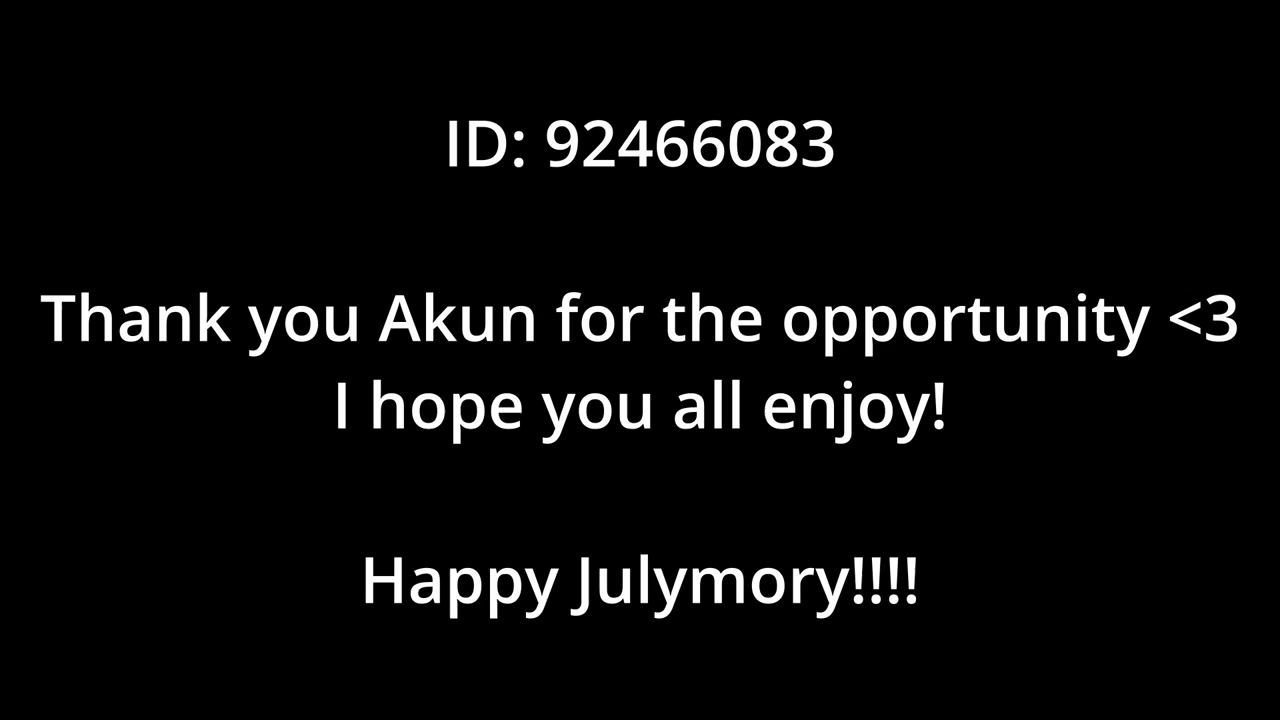 ID: 92466083
Thank you Akun for the opportunity <3
I hope you all enjoy!
Happy Julymory!!!!